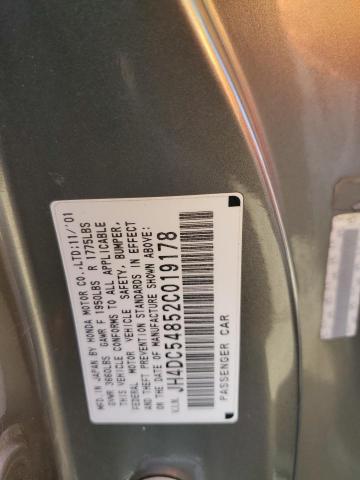 IN JAPAN BY HONDA MOTOR CO.,LTD:11/'01
GVWR 3660LBS GAWR F 1950LBS R 1775LBS
THIS VEHICLE CONFORMS TO ALL APPLICABLE
FEDERAL MOTOR VEHICLE SAFETY, BUMPER,
AND THEFT PREVENTION STANDARDS IN EFFECT
ON THE DATE OF MANUFACTURE SHOWN ABOVE:
V.I.N. JH4DC54852C019178
PASSENGER CAR